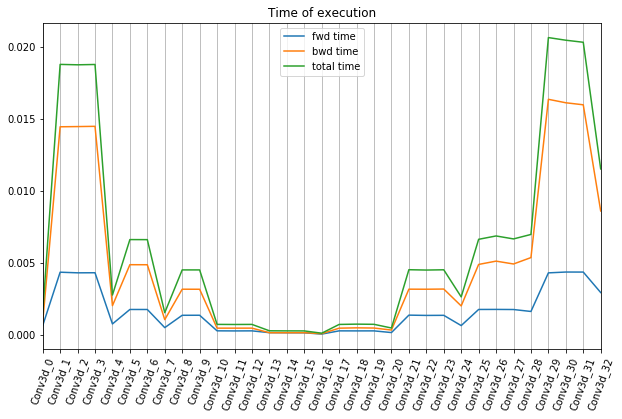 Time of execution
fwd time
bwd time
total time
0.020
0.015
0.010
0.005
0.000
Conv3d_0
Conv3d_1
Conv3d_2
Conv3d_3
Conv3d_4
Conv3d_5
Conv3d_6
Conv3d_7
Conv3d_8
Conv3d_9
Conv3d_10
Conv3d_11
Conv3d_12
Conv3d_13
Conv3d_14
Conv3d_15
Conv3d_16
Conv3d_17
Conv3d_18
Conv3d_19
Conv3d_20
Conv3d_21
Conv3d_22
Conv3d_23
Conv3d_24
Conv3d_25
Conv3d_26
Conv3d_27
Conv3d_28
Conv3d_29
Conv3d_30
Conv3d_31
Conv3d_32